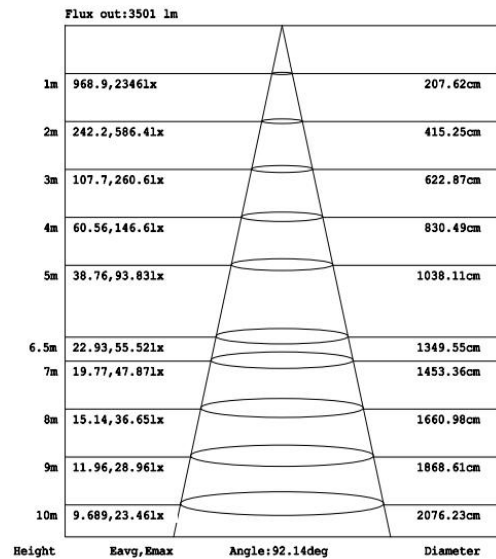 Flux out:3501 lm
1m 968.9,2346lx 207.62cm
2m 242.2,586.4lx 415.25cm
3m 107.7,260.6lx 622.87cm
4m 60.56,146.6lx 830.49cm
5m 38.76,93.83lx 1038.11cm
6.5m 22.93,55.52lx 1349.55cm
7m 19.77,47.87lx 1453.36cm
8m 15.14,36.65lx 1660.98cm
9m 11.96,28.96lx 1868.61cm
10m 9.689,23.46lx 2076.23cm
Height Eavg,Emax Angle:92.14deg Diameter